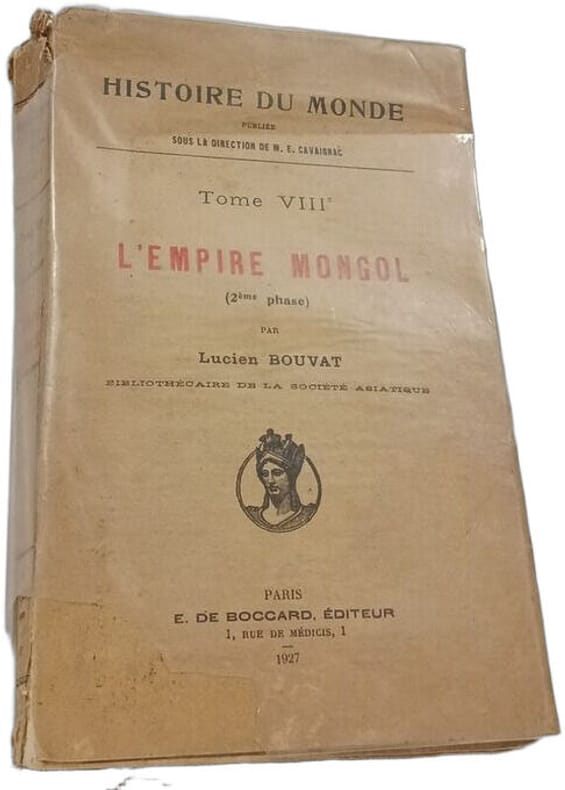 HISTOIRE DU MONDE
PUBLIÉE
SOUS LA DIRECTION DE M. E. CAVAIGNAC
Tome VIII³
L'EMPIRE MONGOL
(2ème phase)
PAR
Lucien BOUVAT
BIBLIOTHÉCAIRE DE LA SOCIÉTÉ ASIATIQUE
PARIS
E. DE BOCCARD, ÉDITEUR
1, RUE DE MÉDICIS, 1
1927